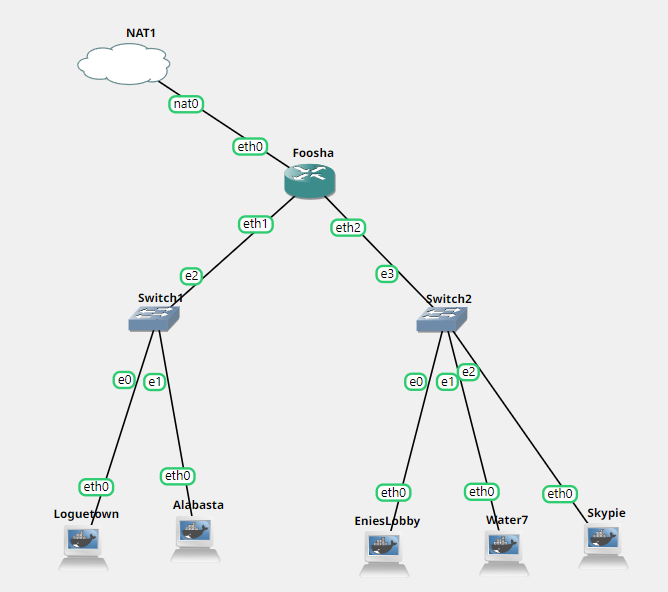 NAT1
nat0
eth0
Foosha
eth1
eth2
e2
e3
Switch1
Switch2
e0
e1
e0
e1
e2
eth0
eth0
eth0
eth0
eth0
Loguetown
Alabasta
EniesLobby
Water7
Skypie